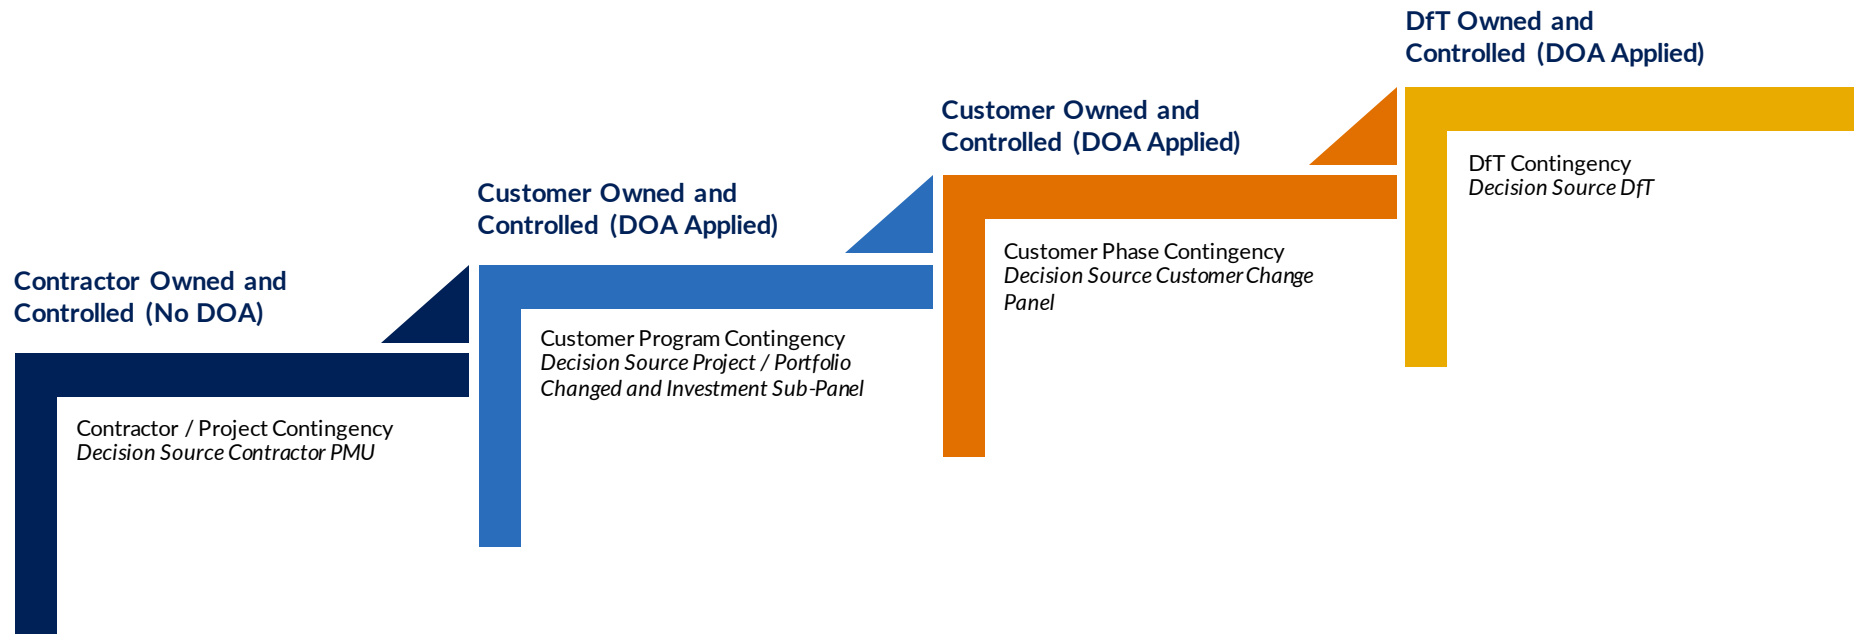 Contractor Owned and
Controlled (No DOA)
Contractor / Project Contingency
Decision Source Contractor PMU
Customer Owned and
Controlled (DOA Applied)
Customer Program Contingency
Decision Source Project / Portfolio
Changed and Investment Sub-Panel
Customer Owned and
Controlled (DOA Applied)
Customer Phase Contingency
Decision Source Customer Change
Panel
DfT Owned and
Controlled (DOA Applied)
DfT Contingency
Decision Source DfT